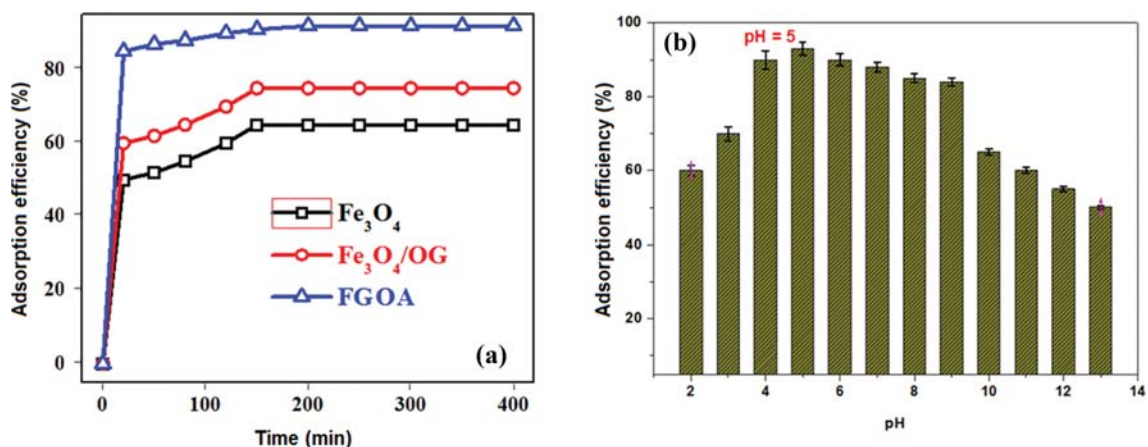 Adsorption efficiency (%)
80
60
40
20
0
Fe₃O₄
Fe₃O₄/OG
FGOA
(a)
0 100 200 300 400
Time (min)
(b)
pH = 5
Adsorption efficiency (%)
100
80
60
40
20
2 4 6 8 10 12 14
pH